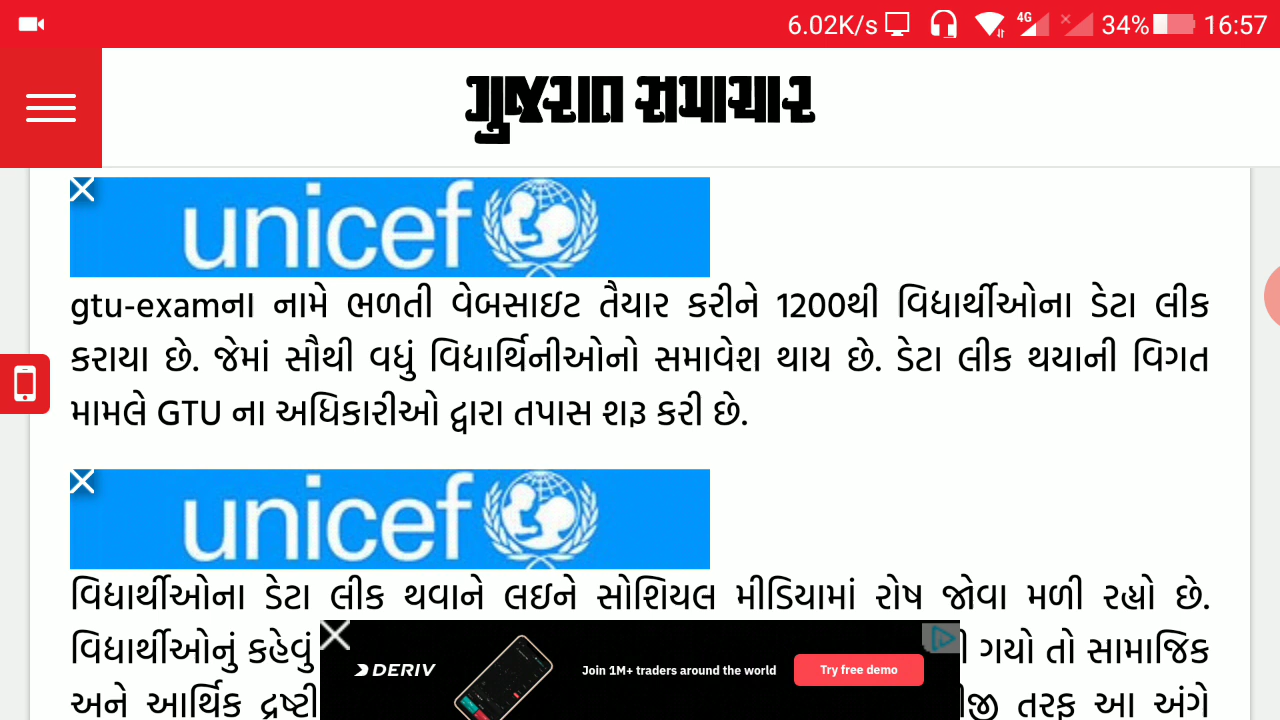 6.02K/s 4G 34% 16:57
ગુજરાત સમાચાર
unicef
gtu-examના નામે ભળતી વેબસાઇટ તૈયાર કરીને 1200થી વિદ્યાર્થીઓના ડેટા લીક
કરાયા છે. જેમાં સૌથી વધું વિદ્યાર્થિનીઓનો સમાવેશ થાય છે. ડેટા લીક થયાની વિગત
મામલે GTU ના અધિકારીઓ દ્વારા તપાસ શરૂ કરી છે.
unicef
વિદ્યાર્થીઓના ડેટા લીક થવાને લઇને સોશિયલ મીડિયામાં રોષ જોવા મળી રહ્યો છે.
વિદ્યાર્થીઓનું કહેવું ગયો તો સામાજિક
અને આર્થિક તરફ આ અંગે
DERIV Join 1M+ traders around the world Try free demo